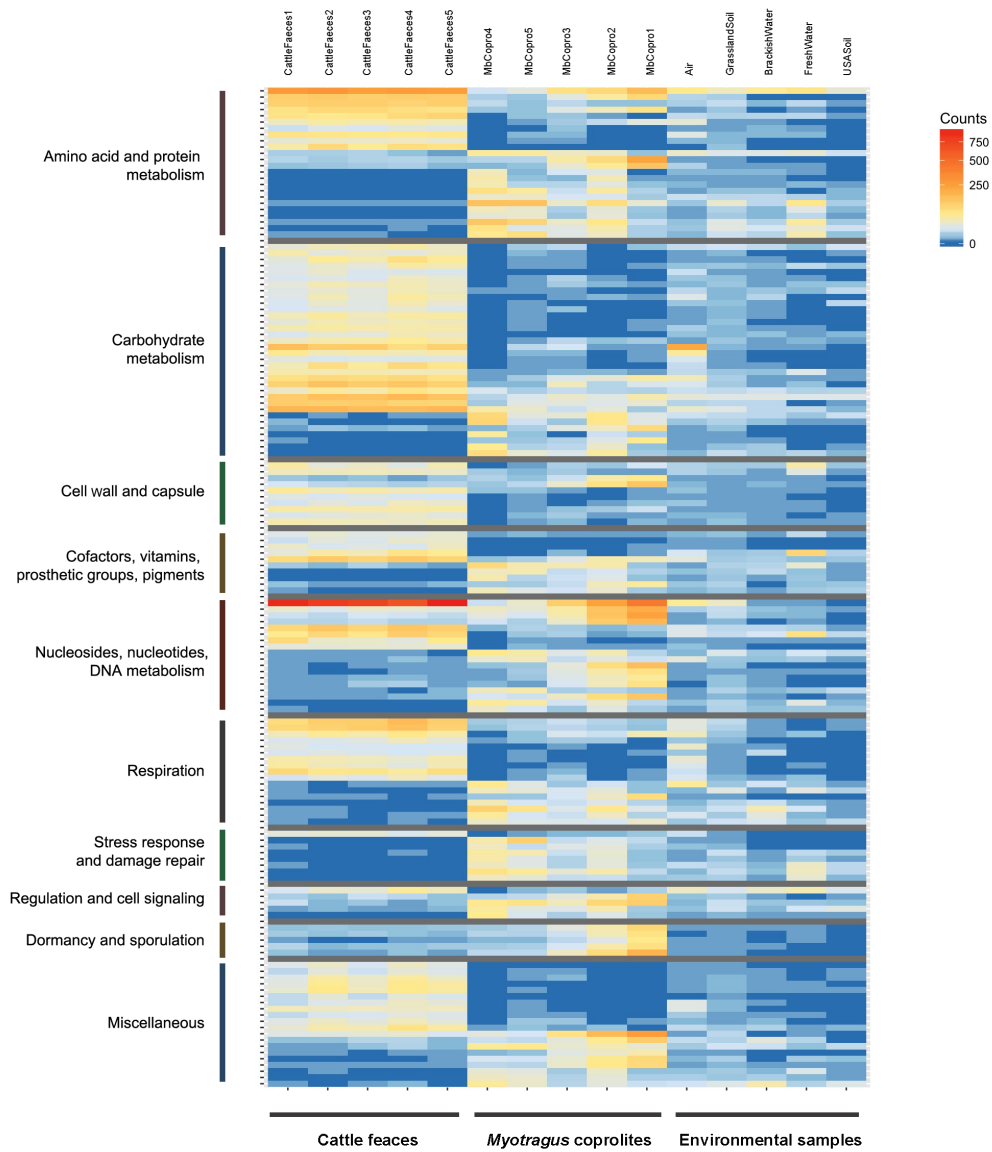 CattleFaeces1
CattleFaeces2
CattleFaeces3
CattleFaeces4
CattleFaeces5
MbCopro4
MbCopro5
MbCopro3
MbCopro2
MbCopro1
Air
GrasslandSoil
BrackishWater
FreshWater
USASoil
Counts
750
500
250
0
Amino acid and protein
metabolism
Carbohydrate
metabolism
Cell wall and capsule
Cofactors, vitamins,
prosthetic groups, pigments
Nucleosides, nucleotides,
DNA metabolism
Respiration
Stress response
and damage repair
Regulation and cell signaling
Dormancy and sporulation
Miscellaneous
Cattle feaces
Myotragus coprolites
Environmental samples